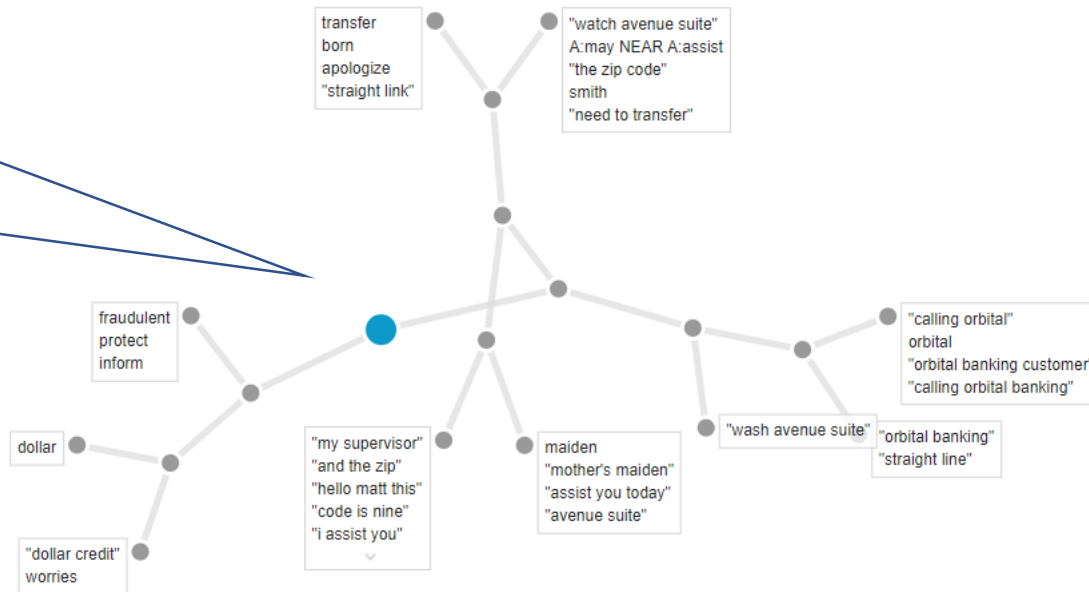 transfer
born
apologize
"straight link"
"watch avenue suite"
A:may NEAR A:assist
"the zip code"
smith
"need to transfer"
fraudulent
protect
inform
"calling orbital"
orbital
"orbital banking customer"
"calling orbital banking"
dollar
"my supervisor"
"and the zip"
"hello matt this"
"code is nine"
"i assist you"
maiden
"mother's maiden"
"assist you today"
"avenue suite"
"wash avenue suite"
"orbital banking"
"straight line"
"dollar credit"
worries